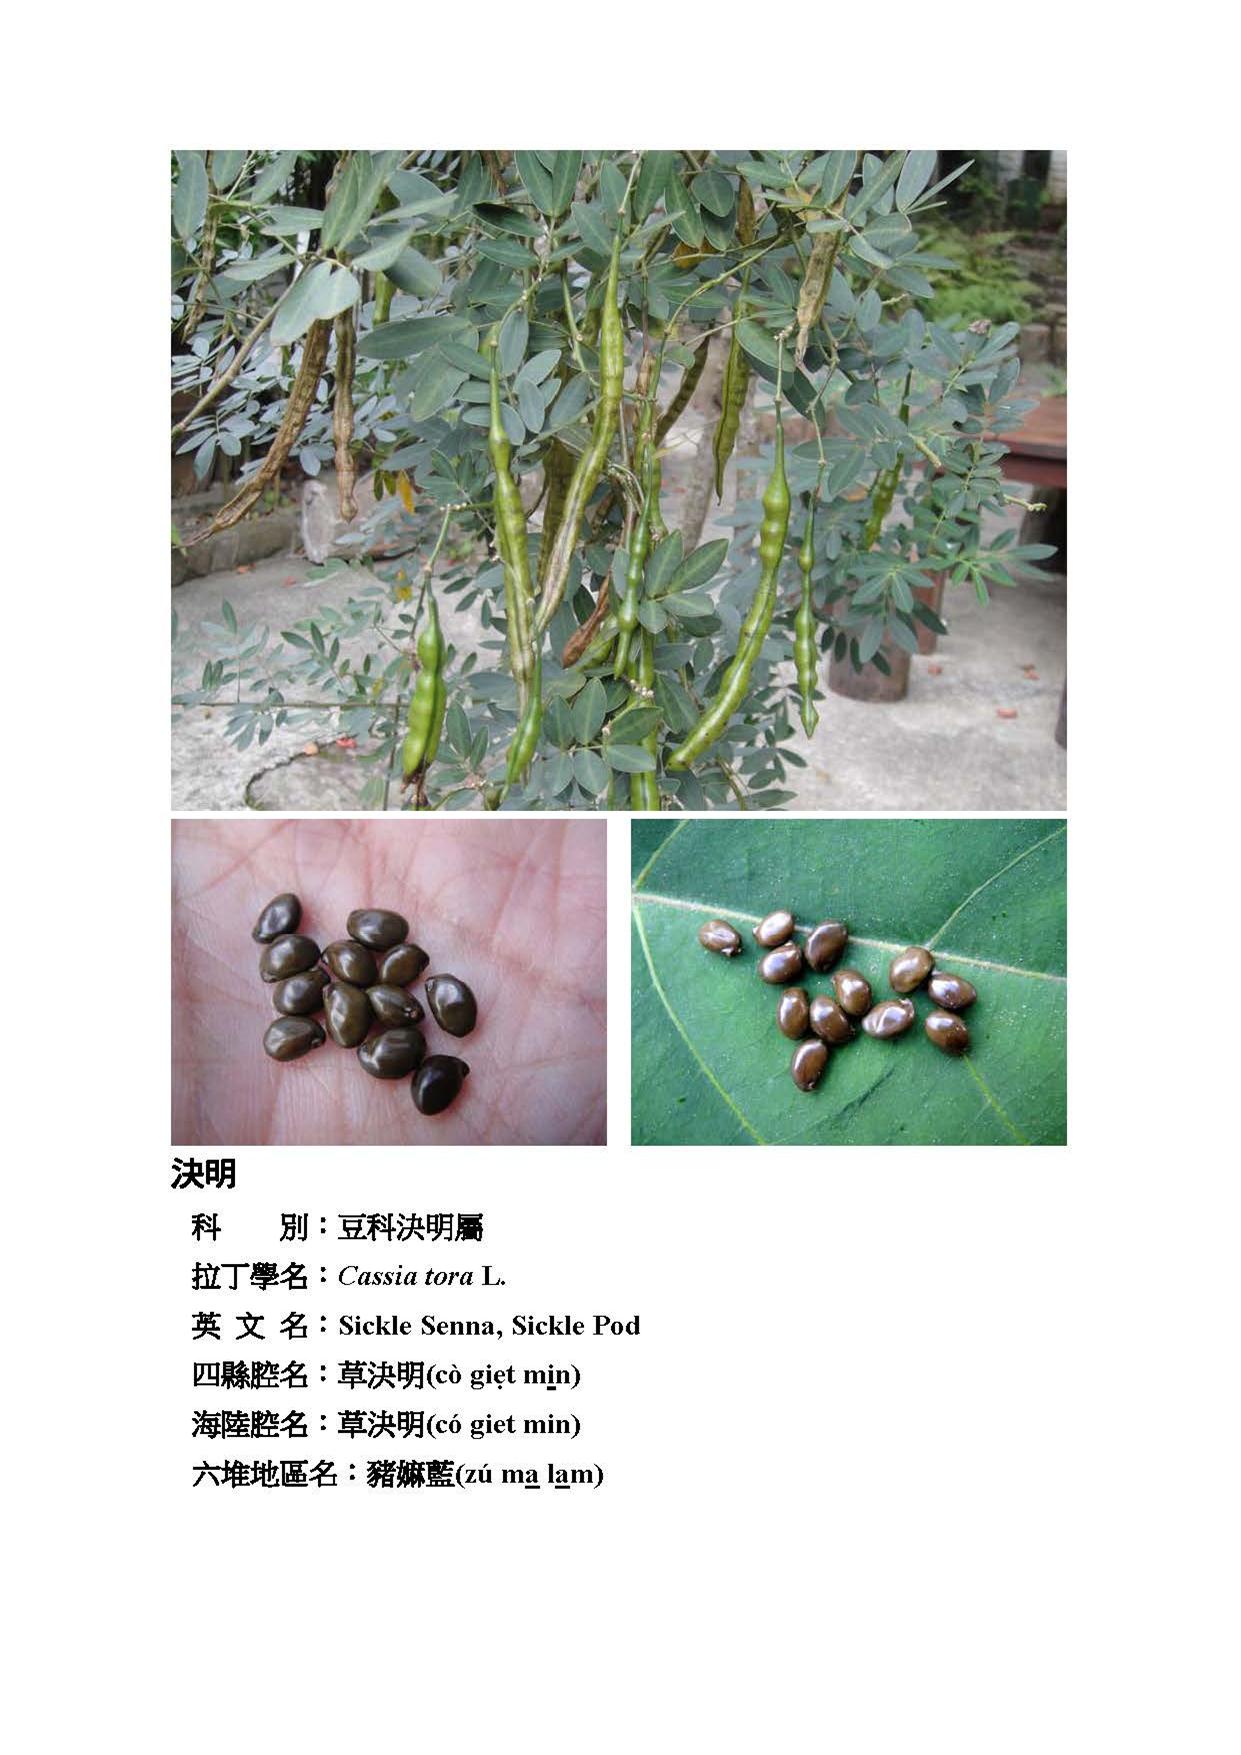 決明
科　　別：豆科決明屬
拉丁學名：Cassia tora L.
英 文 名：Sickle Senna, Sickle Pod
四縣腔名：草決明(cò giẹt min)
海陸腔名：草決明(có giet min)
六堆地區名：豬嫲藍(zú ma lam)